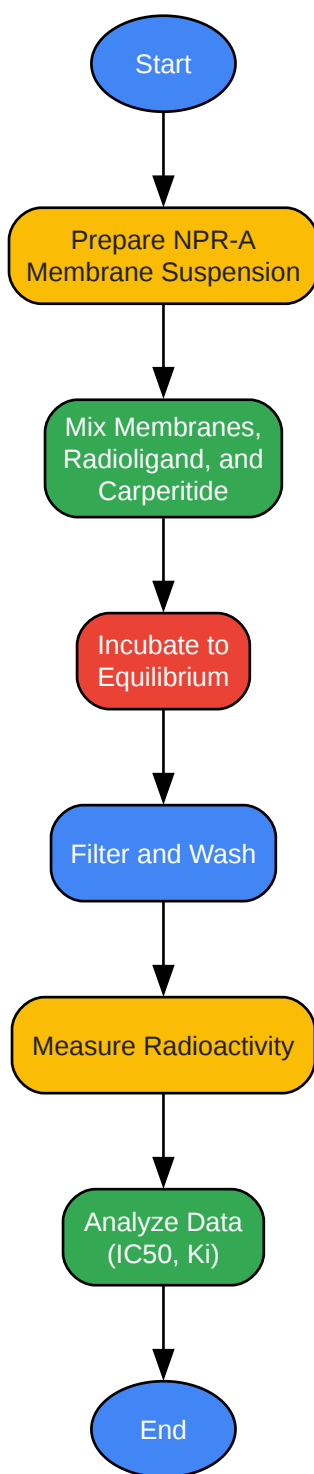 Start
Prepare NPR-A
Membrane Suspension
Mix Membranes,
Radioligand, and
Carperitide
Incubate to
Equilibrium
Filter and Wash
Measure Radioactivity
Analyze Data
(IC50, Ki)
End